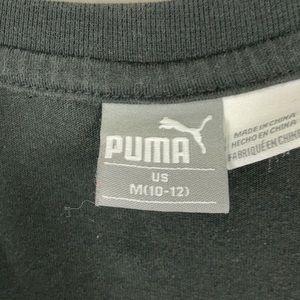 PUMA
US
M(10-12)
MADE IN CHINA
HECHO EN CHINA
FABRIQUÉ EN CHINE